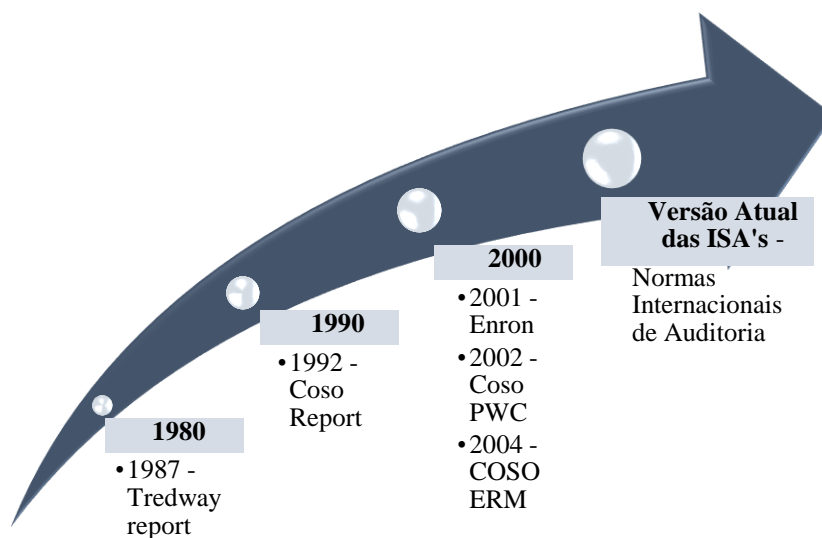 1980
•1987 -
Tredway
report
1990
•1992 -
Coso
Report
2000
•2001 -
Enron
•2002 -
Coso
PWC
•2004 -
COSO
ERM
Versão Atual
das ISA's -
Normas
Internacionais
de Auditoria